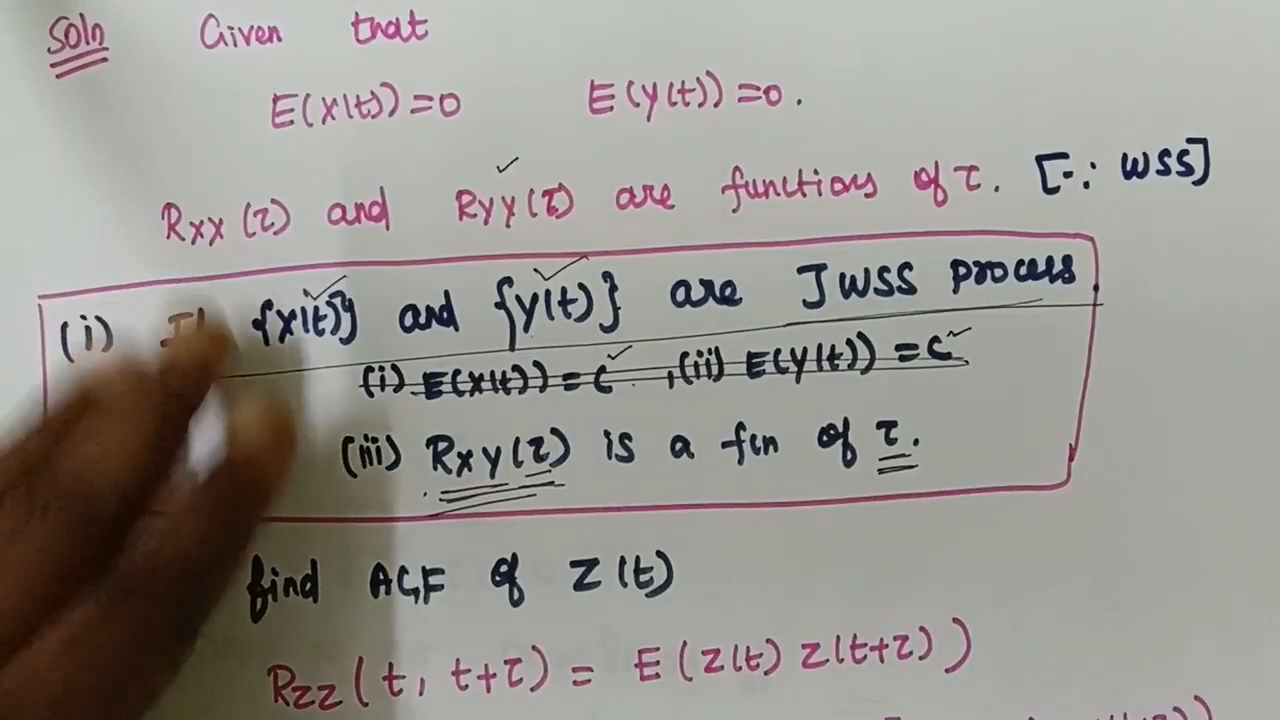 Soln Given that
E(X(t))=0 E(Y(t))=0.
RXX(τ) and RYY(τ) are functions of τ. [∵ WSS]
(i) {X(t)} and {Y(t)} are JWSS process
(i) E(X(t))=C, (ii) E(Y(t))=C
(iii) RXY(τ) is a fcn of τ.
find ACF of Z(t)
RZZ(t, t+τ) = E(Z(t) Z(t+τ))